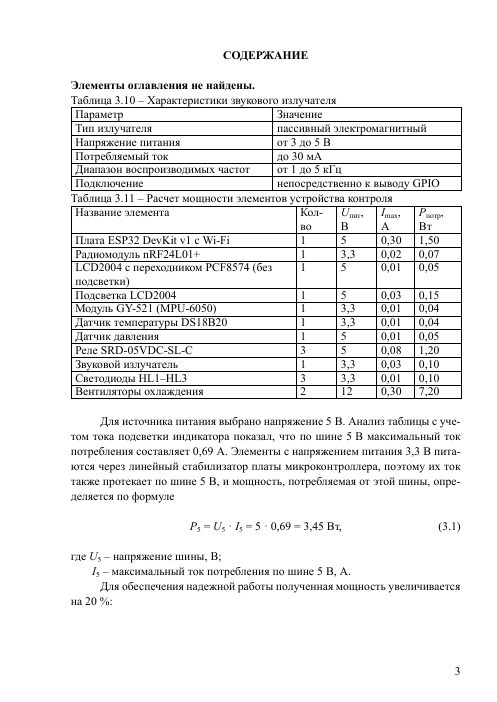 СОДЕРЖАНИЕ
Элементы оглавления не найдены.
Таблица 3.10 – Характеристики звукового излучателя
Параметр Значение
Тип излучателя пассивный электромагнитный
Напряжение питания от 3 до 5 В
Потребляемый ток до 30 мА
Диапазон воспроизводимых частот от 1 до 5 кГц
Подключение непосредственно к выводу GPIO
Таблица 3.11 – Расчет мощности элементов устройства контроля
Название элемента Кол- Uпит, Imax, Pпотр,
во В А Вт
Плата ESP32 DevKit v1 с Wi-Fi 1 5 0,30 1,50
Радиомодуль nRF24L01+ 1 3,3 0,02 0,07
LCD2004 с переходником PCF8574 (без 1 5 0,01 0,05
подсветки)
Подсветка LCD2004 1 5 0,03 0,15
Модуль GY-521 (MPU-6050) 1 3,3 0,01 0,04
Датчик температуры DS18B20 1 3,3 0,01 0,04
Датчик давления 1 5 0,01 0,05
Реле SRD-05VDC-SL-C 3 5 0,08 1,20
Звуковой излучатель 1 3,3 0,03 0,10
Светодиоды HL1–HL3 3 3,3 0,01 0,10
Вентиляторы охлаждения 2 12 0,30 7,20
Для источника питания выбрано напряжение 5 В. Анализ таблицы с уче-
том тока подсветки индикатора показал, что по шине 5 В максимальный ток
потребления составляет 0,69 А. Элементы с напряжением питания 3,3 В пита-
ются через линейный стабилизатор платы микроконтроллера, поэтому их ток
также протекает по шине 5 В, и мощность, потребляемая от этой шины, опре-
деляется по формуле
P5 = U5 · I5 = 5 · 0,69 = 3,45 Вт, (3.1)
где U5 – напряжение шины, В;
I5 – максимальный ток потребления по шине 5 В, А.
Для обеспечения надежной работы полученная мощность увеличивается
на 20 %:
3